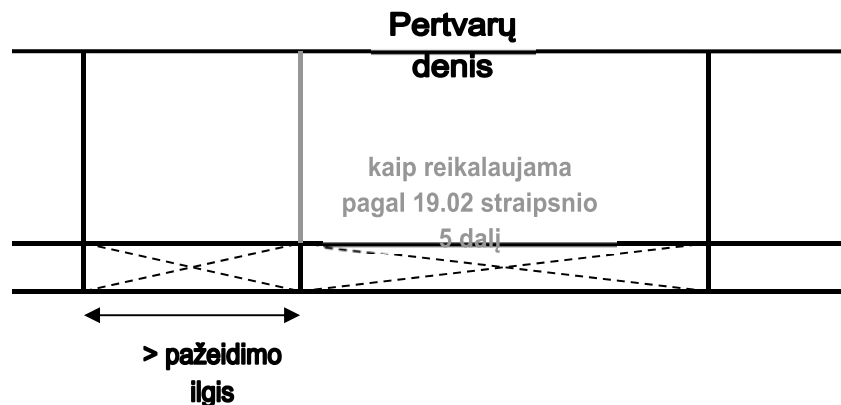 Pertvarų
denis
kaip reikalaujama
pagal 19.02 straipsnio
5 dalį
> pažeidimo
ilgis